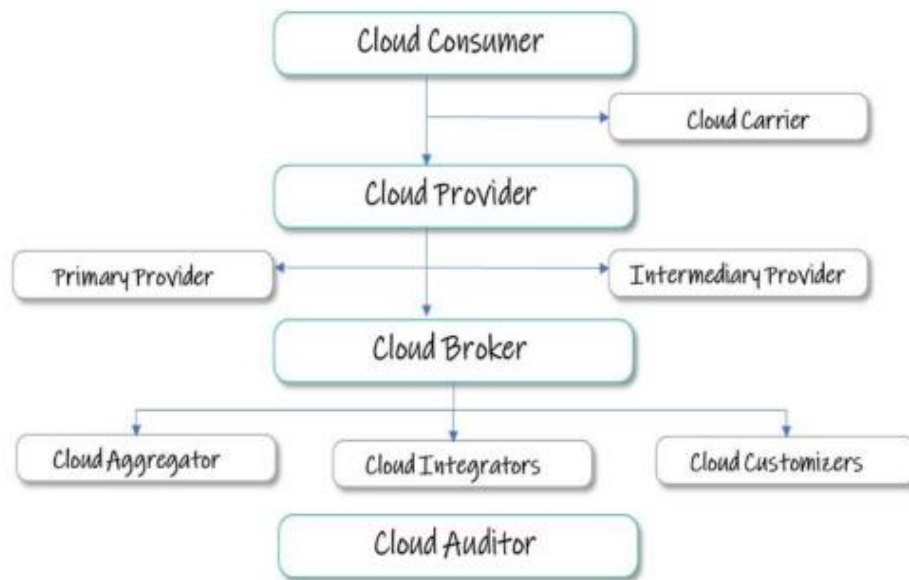 Cloud Consumer
Cloud Carrier
Cloud Provider
Primary Provider
Intermediary Provider
Cloud Broker
Cloud Aggregator
Cloud Integrators
Cloud Customizers
Cloud Auditor